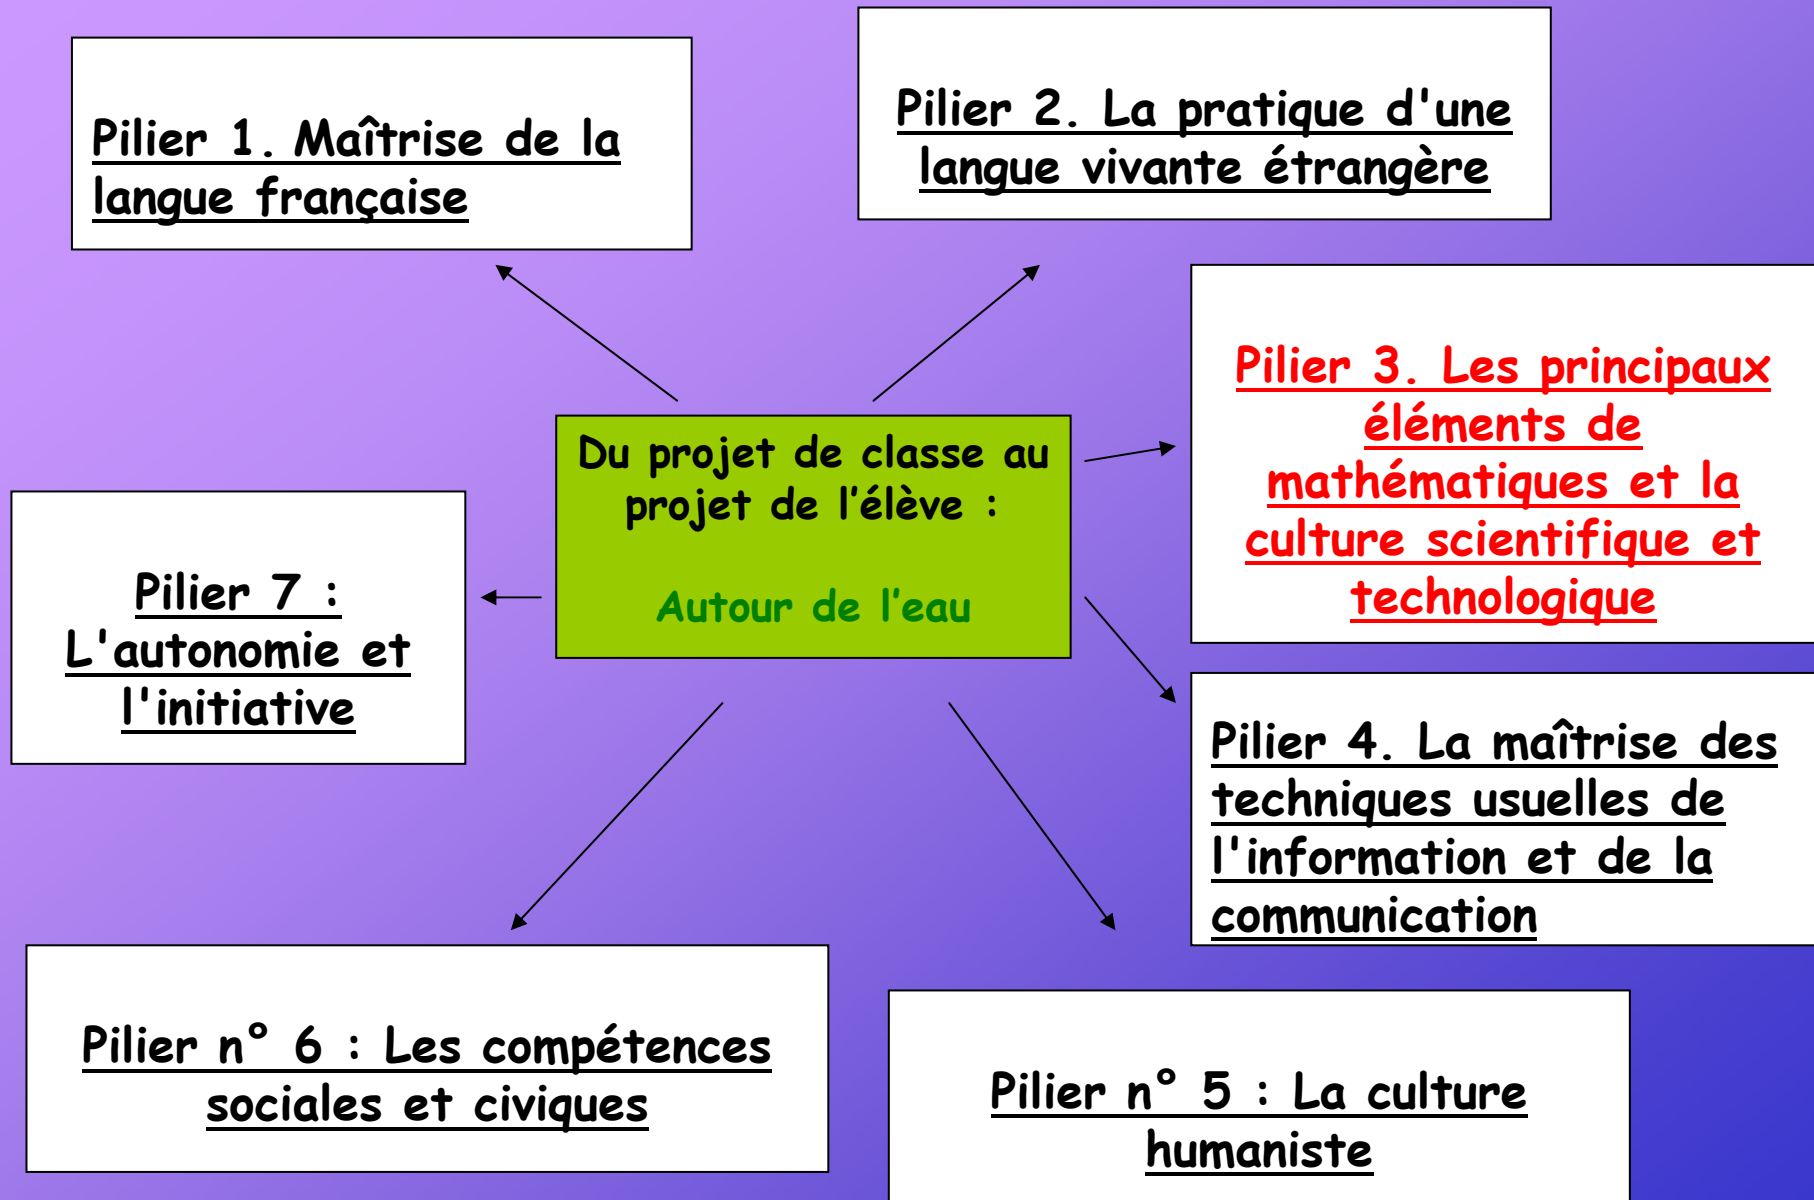 Pilier 1. Maîtrise de la
langue française
Pilier 2. La pratique d'une
langue vivante étrangère
Pilier 3. Les principaux
éléments de
mathématiques et la
culture scientifique et
technologique
Du projet de classe au
projet de l’élève :
Autour de l’eau
Pilier 7 :
L'autonomie et
l'initiative
Pilier 4. La maîtrise des
techniques usuelles de
l'information et de la
communication
Pilier n° 6 : Les compétences
sociales et civiques
Pilier n° 5 : La culture
humaniste